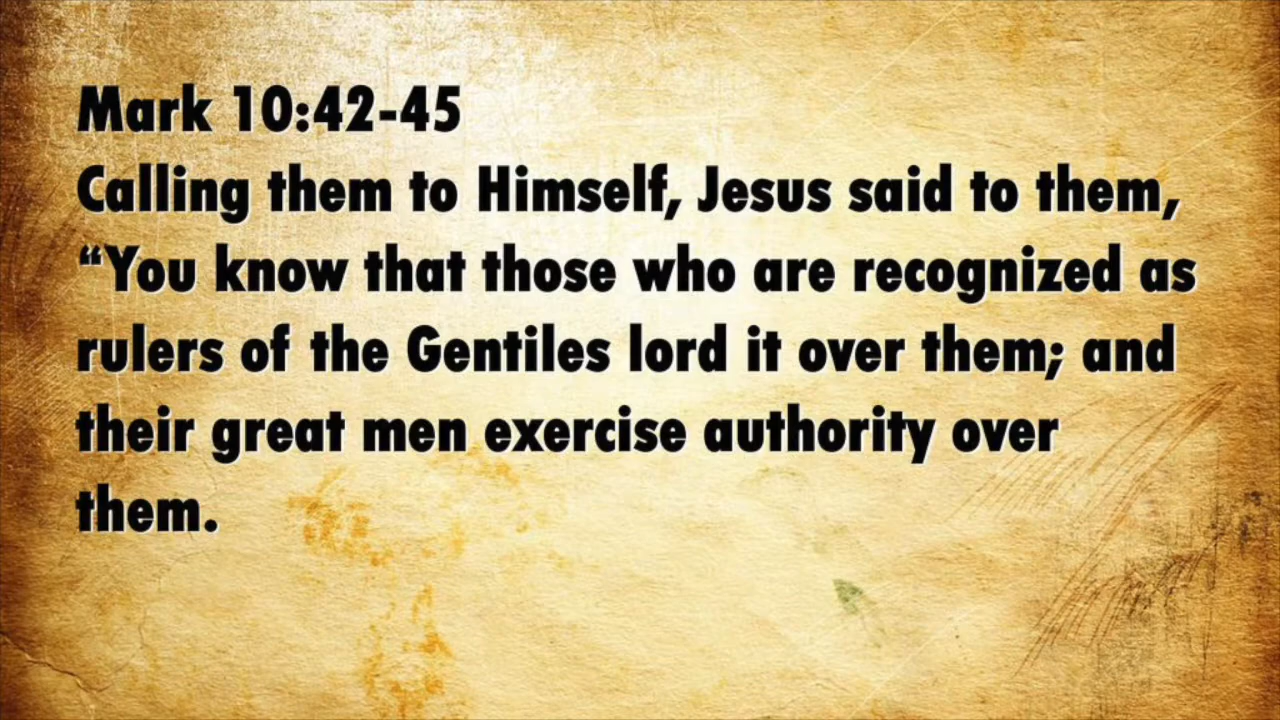 Mark 10:42-45
Calling them to Himself, Jesus said to them,
“You know that those who are recognized as
rulers of the Gentiles lord it over them; and
their great men exercise authority over
them.